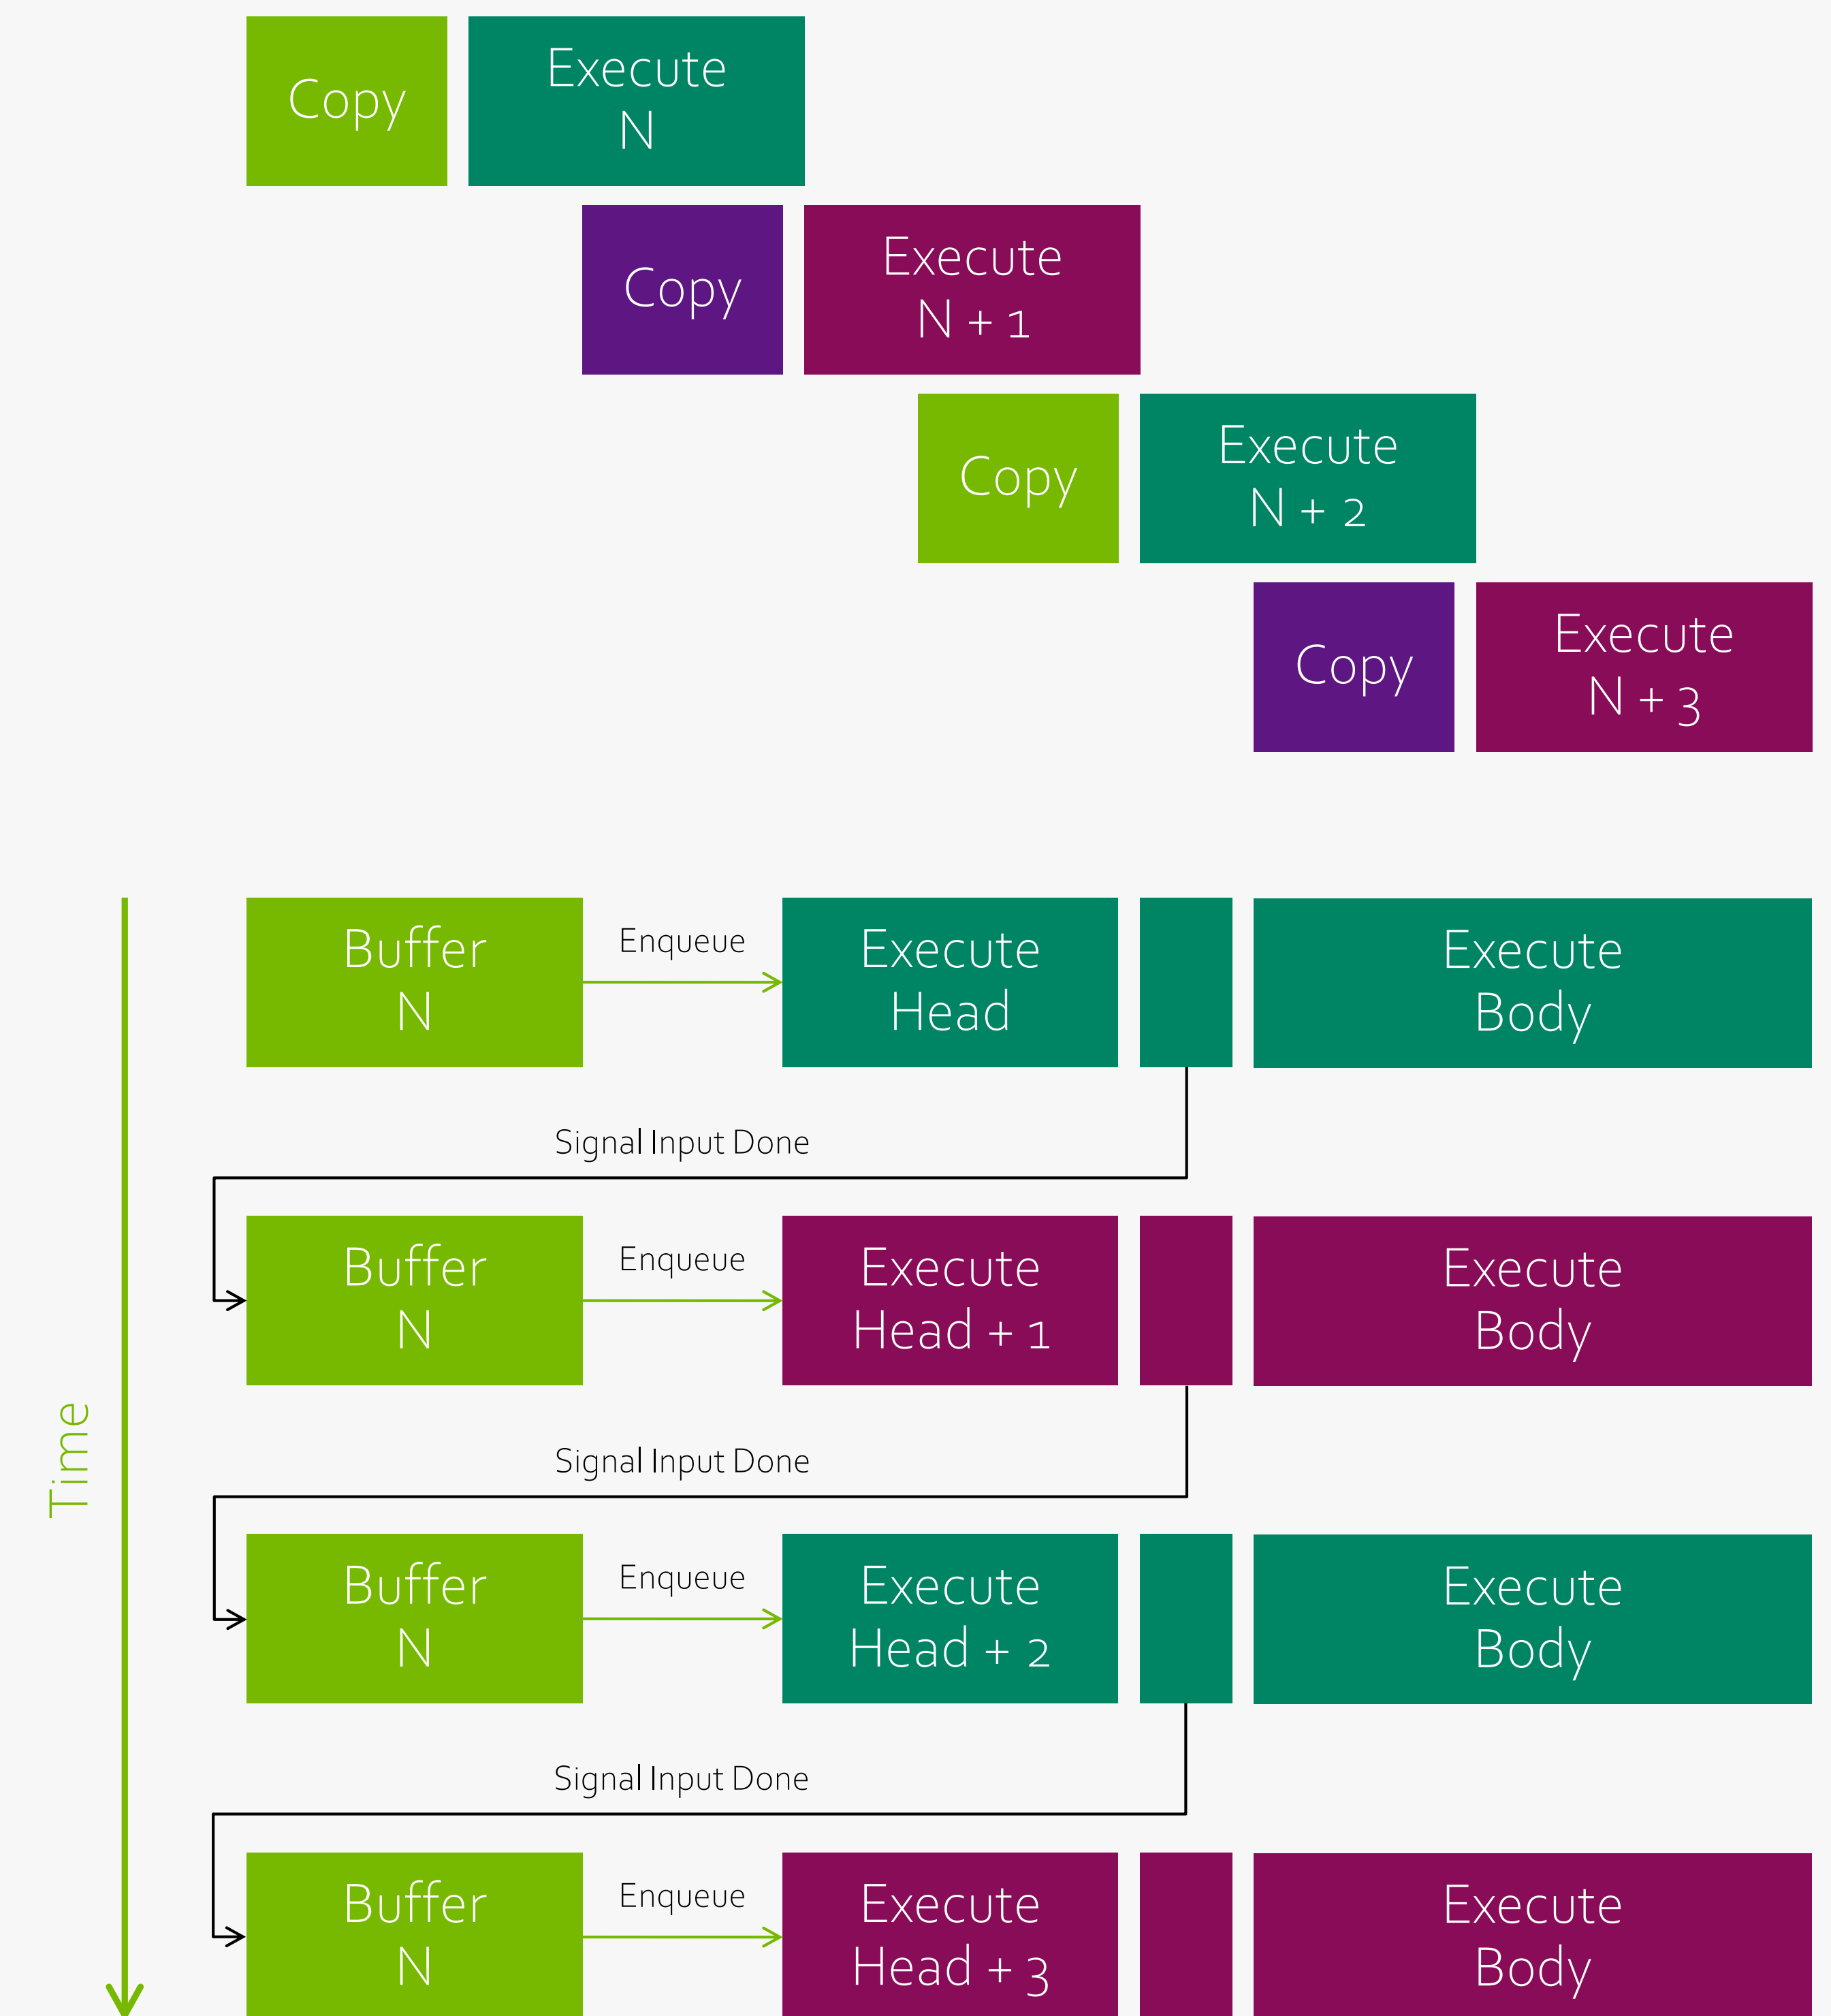 Copy
Execute
N
Copy
Execute
N + 1
Copy
Execute
N + 2
Copy
Execute
N + 3
Time
Buffer
N
Enqueue
Execute
Head
Execute
Body
Signal Input Done
Buffer
N
Enqueue
Execute
Head + 1
Execute
Body
Signal Input Done
Buffer
N
Enqueue
Execute
Head + 2
Execute
Body
Signal Input Done
Buffer
N
Enqueue
Execute
Head + 3
Execute
Body